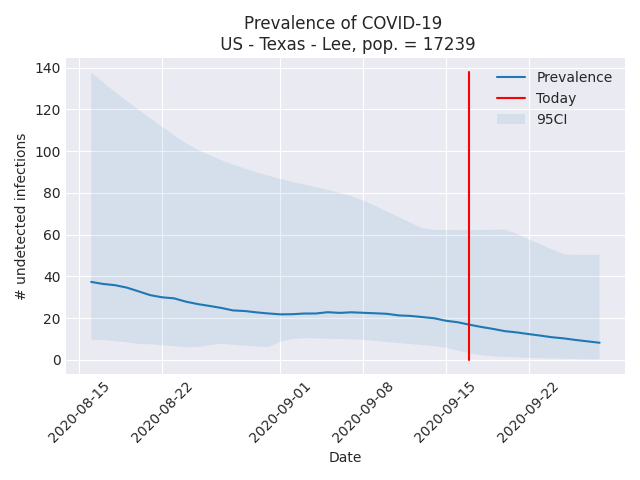 Prevalence of COVID-19
US - Texas - Lee, pop. = 17239
Prevalence
Today
95CI
# undetected infections
140
120
100
80
60
40
20
0
2020-08-15
2020-08-22
2020-09-01
2020-09-08
2020-09-15
2020-09-22
Date